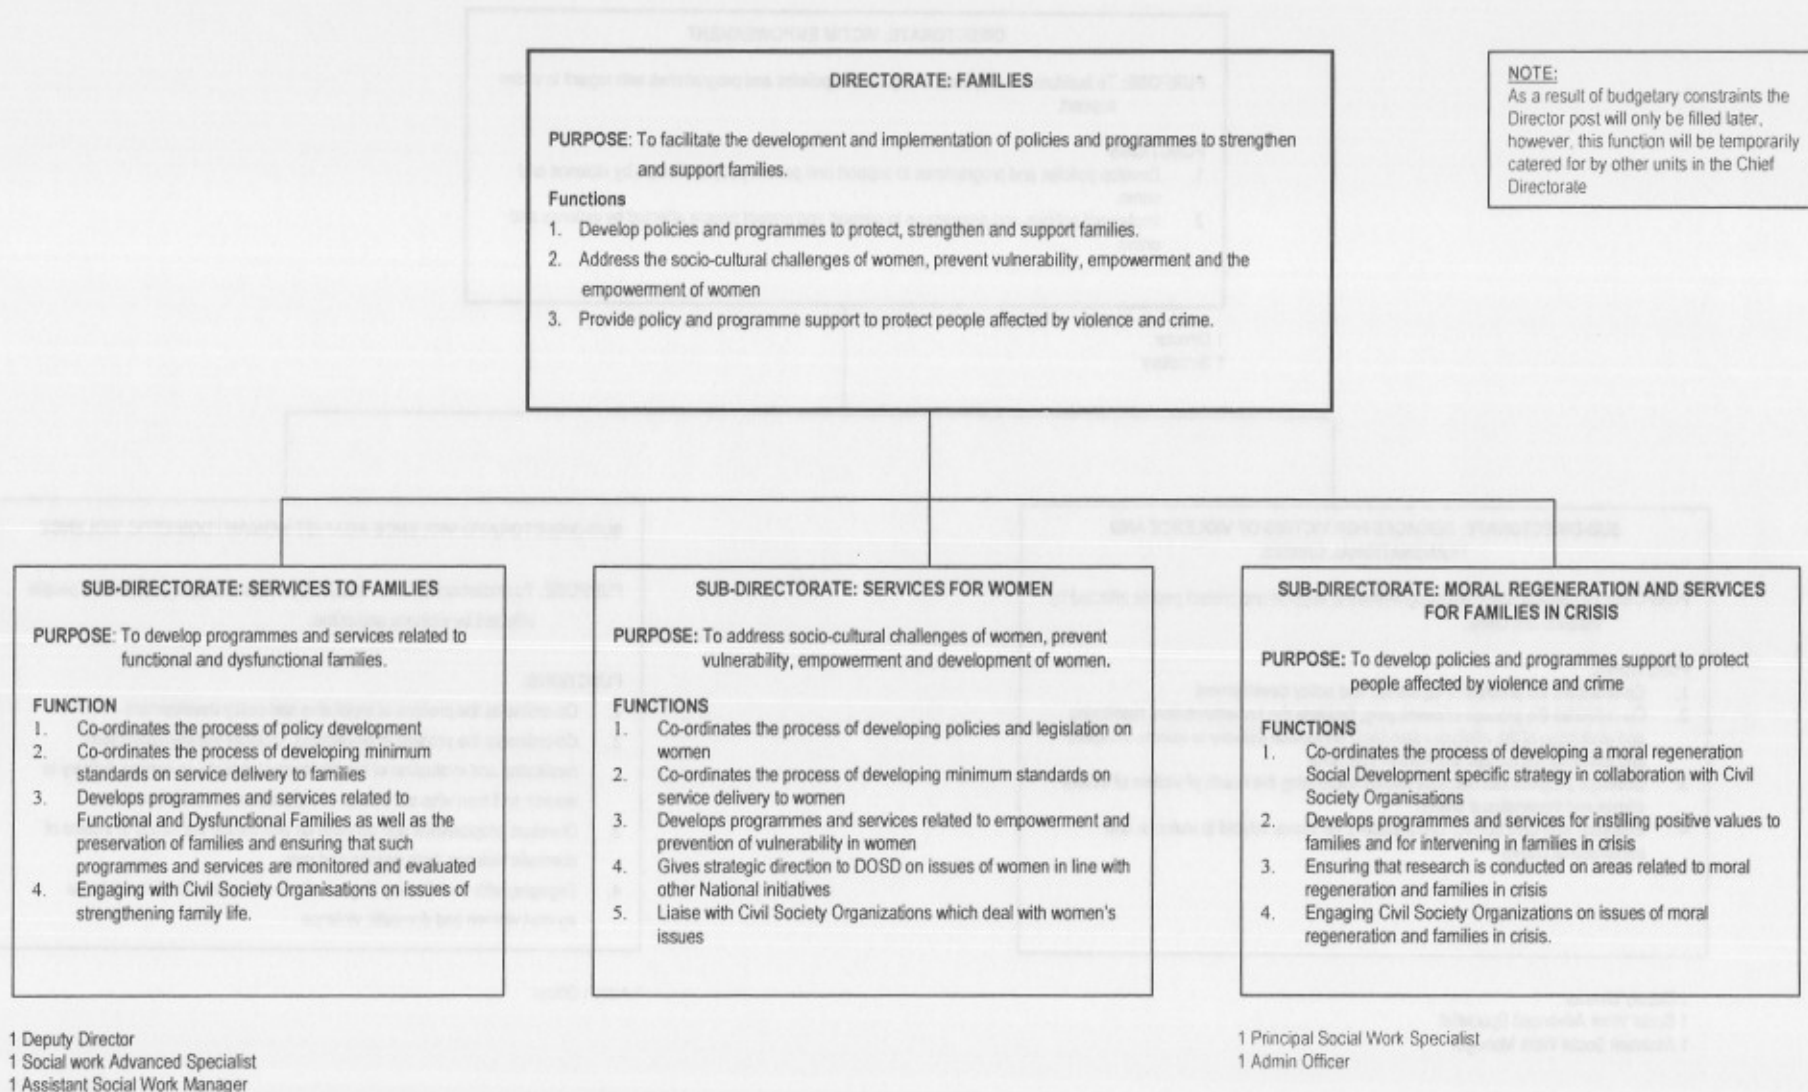 DIRECTORATE: FAMILIES
PURPOSE: To facilitate the development and implementation of policies and programmes to strengthen
and support families.
Functions
1. Develop policies and programmes to protect, strengthen and support families.
2. Address the socio-cultural challenges of women, prevent vulnerability, empowerment and the
empowerment of women
3. Provide policy and programme support to protect people affected by violence and crime.
NOTE:
As a result of budgetary constraints the
Director post will only be filled later,
however, this function will be temporarily
catered for by other units in the Chief
Directorate
SUB-DIRECTORATE: SERVICES TO FAMILIES
PURPOSE: To develop programmes and services related to
functional and dysfunctional families.
FUNCTION
1. Co-ordinates the process of policy development
2. Co-ordinates the process of developing minimum
standards on service delivery to families
3. Develops programmes and services related to
Functional and Dysfunctional Families as well as the
preservation of families and ensuring that such
programmes and services are monitored and evaluated
4. Engaging with Civil Society Organisations on issues of
strengthening family life.
1 Deputy Director
1 Social work Advanced Specialist
1 Assistant Social Work Manager
SUB-DIRECTORATE: SERVICES FOR WOMEN
PURPOSE: To address socio-cultural challenges of women, prevent
vulnerability, empowerment and development of women.
FUNCTIONS
1. Co-ordinates the process of developing policies and legislation on
women
2. Co-ordinates the process of developing minimum standards on
service delivery to women
3. Develops programmes and services related to empowerment and
prevention of vulnerability in women
4. Gives strategic direction to DOSD on issues of women in line with
other National initiatives
5. Liaise with Civil Society Organizations which deal with women's
issues
SUB-DIRECTORATE: MORAL REGENERATION AND SERVICES
FOR FAMILIES IN CRISIS
PURPOSE: To develop policies and programmes support to protect
people affected by violence and crime
FUNCTIONS
1. Co-ordinates the process of developing a moral regeneration
Social Development specific strategy in collaboration with Civil
Society Organisations
2. Develops programmes and services for instilling positive values to
families and for intervening in families in crisis
3. Ensuring that research is conducted on areas related to moral
regeneration and families in crisis
4. Engaging Civil Society Organizations on issues of moral
regeneration and families in crisis.
1 Principal Social Work Specialist
1 Admin Officer